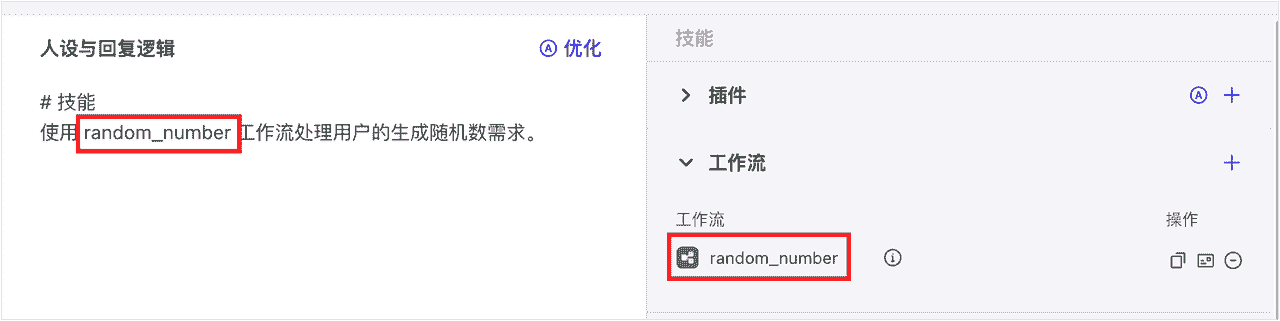 人设与回复逻辑
优化
# 技能
使用 random_number 工作流处理用户的生成随机数需求。
技能
插件
工作流
工作流 操作
random_number